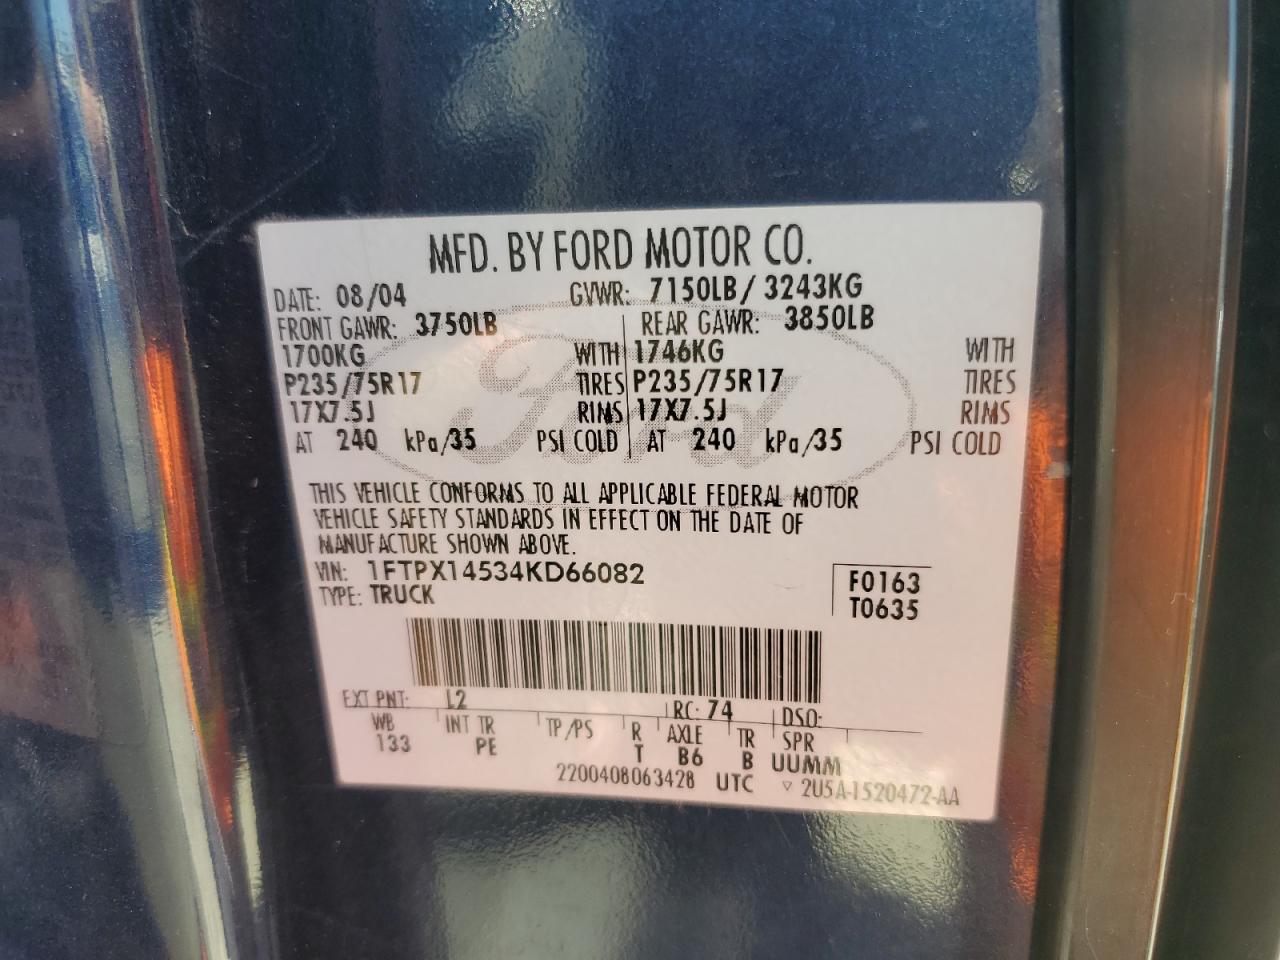 MFD. BY FORD MOTOR CO.
DATE: 08/04 GVWR: 7150LB/ 3243KG
FRONT GAWR: 3750LB REAR GAWR: 3850LB
1700KG WITH 1746KG WITH
P235/75R17 TIRES P235/75R17 TIRES
17X7.5J RIMS 17X7.5J RIMS
AT 240 kPa/35 PSI COLD AT 240 kPa/35 PSI COLD
Ford
THIS VEHICLE CONFORMS TO ALL APPLICABLE FEDERAL MOTOR
VEHICLE SAFETY STANDARDS IN EFFECT ON THE DATE OF
MANUFACTURE SHOWN ABOVE.
VIN: 1FTPX14534KD66082 F0163
TYPE: TRUCK T0635
EXT PNT: L2 RC: 74 DSO:
WB INT TR TP/PS R AXLE TR SPR
133 PE T B6 B UUMM
2200408063428 UTC ▽ 2U5A-1520472-AA